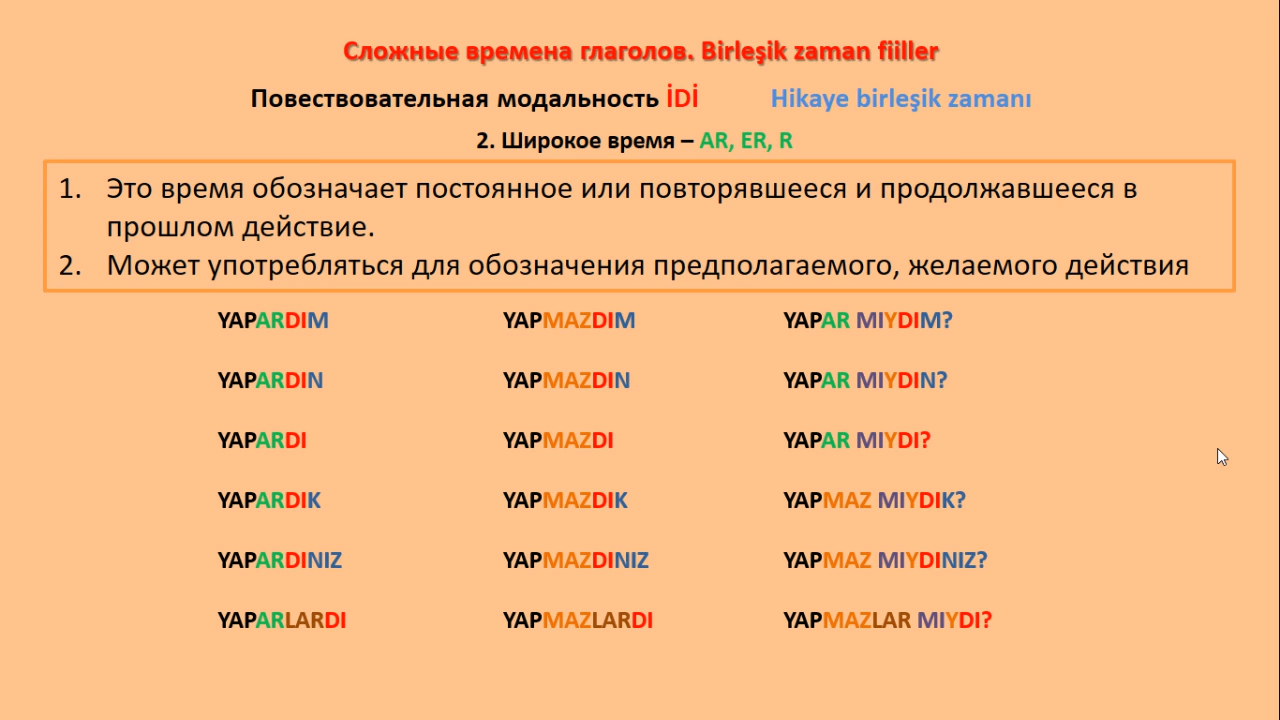 Сложные времена глаголов. Birleşik zaman fiiller
Повествовательная модальность İDİ Hikaye birleşik zamanı
2. Широкое время – AR, ER, R
1. Это время обозначает постоянное или повторявшееся и продолжавшееся в
прошлом действие.
2. Может употребляться для обозначения предполагаемого, желаемого действия
YAPARDIM YAPMAZDIM YAPAR MIYDIM?
YAPARDIN YAPMAZDIN YAPAR MIYDIN?
YAPARDI YAPMAZDI YAPAR MIYDI?
YAPARDIK YAPMAZDIK YAPMAZ MIYDIK?
YAPARDINIZ YAPMAZDINIZ YAPMAZ MIYDINIZ?
YAPARLARDI YAPMAZLARDI YAPMAZLAR MIYDI?